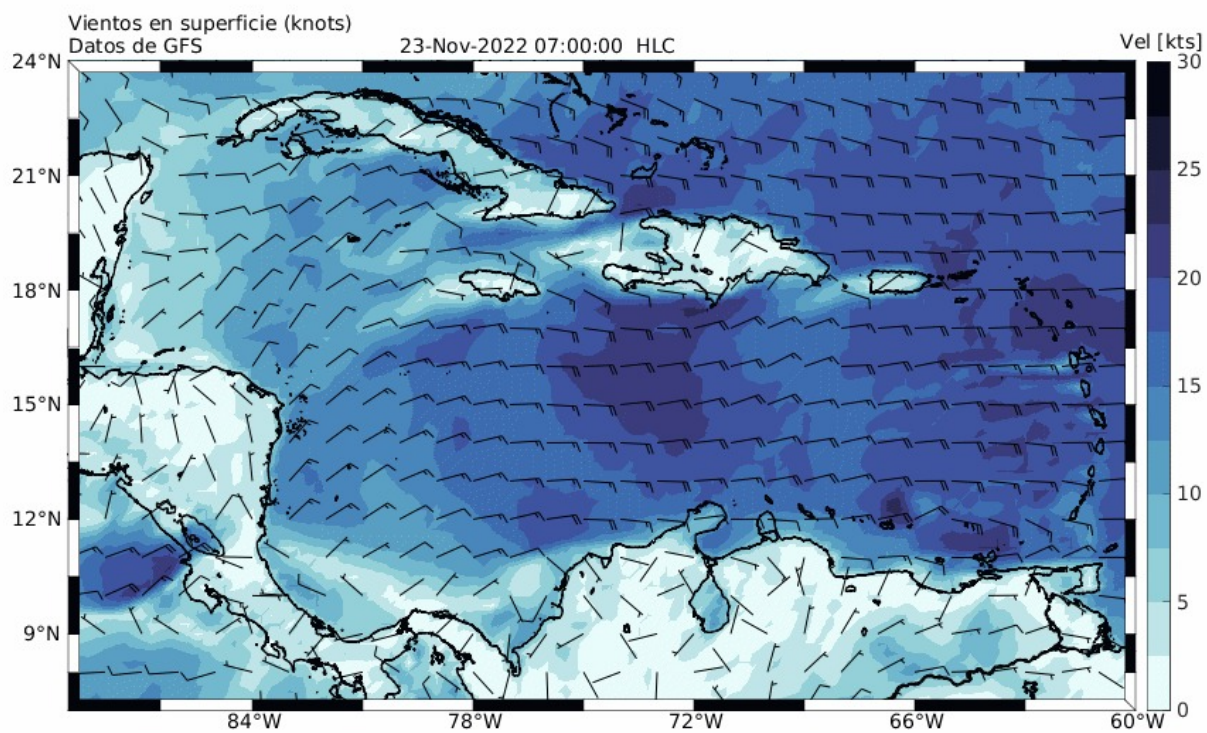 Vientos en superficie (knots)
Datos de GFS 23-Nov-2022 07:00:00 HLC
Vel [kts]
24°N
21°N
18°N
15°N
12°N
9°N
84°W 78°W 72°W 66°W 60°W
30
25
20
15
10
5
0